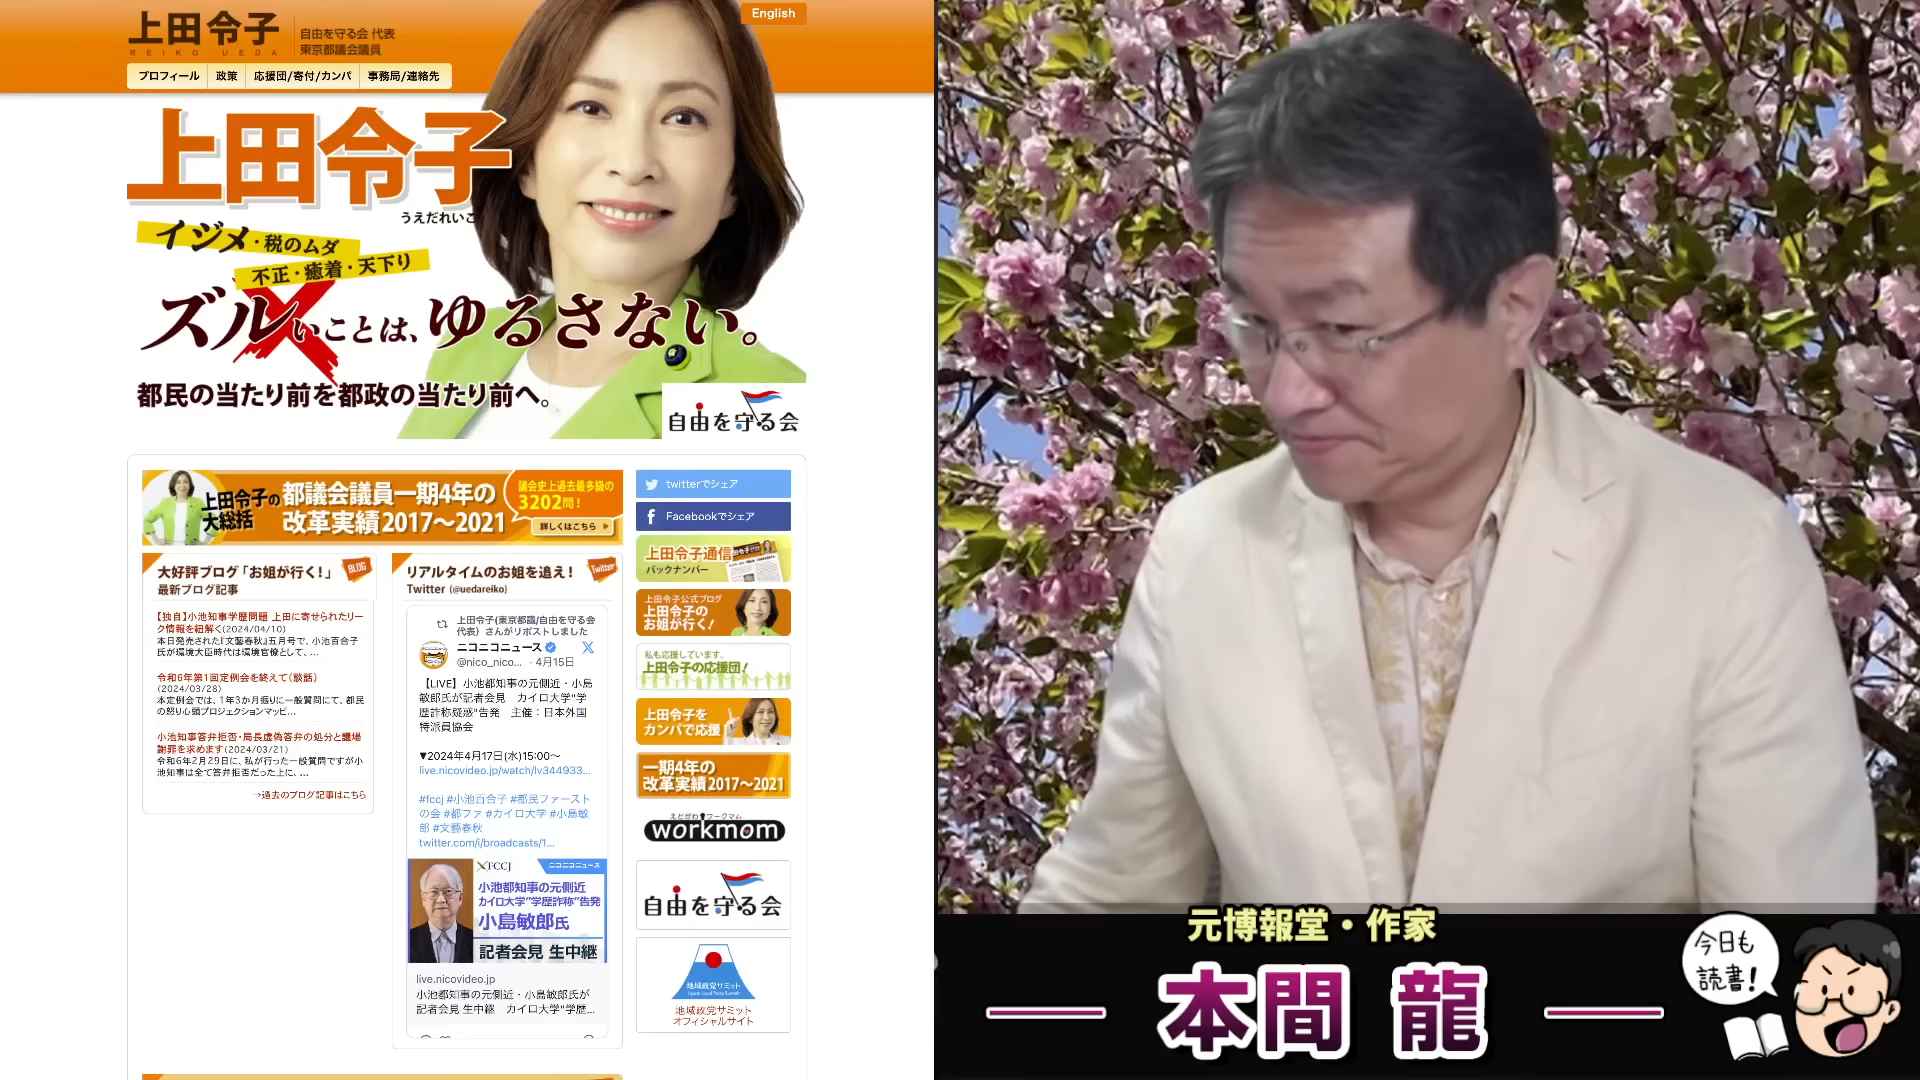 上田令子
REIKO UEDA
自由を守る会 代表
東京都議会議員
English
プロフィール
政策
応援団/寄付/カンパ
事務局/連絡先
上田令子
うえだれいこ
イジメ・税のムダ
不正・癒着・天下り
ズルいことは、ゆるさない。
都民の当たり前を都政の当たり前へ。
自由を守る会
上田令子の
大総括
都議会議員一期4年の
改革実績2017〜2021
議会史上過去最多級の
3202問!
詳しくはこちら
大好評ブログ「お姐が行く!」
最新ブログ記事
BLOG
【独自】小池知事学歴問題 上田に寄せられたリー
ク情報を紐解く(2024/04/10)
本日発売された『文藝春秋』五月号で、小池百合子
氏が環境大臣時代は環境官僚として、...
令和6年第1回定例会を終えて(談話)
(2024/03/28)
本定例会では、1年3か月振りに一般質問にて、都民
の怒り心頭プロジェクションマッピ...
小池知事答弁拒否・局長虚偽答弁の処分と議場
謝罪を求めます(2024/03/21)
令和6年2月29日に、私が行った一般質問ですが小
池知事は全て答弁拒否だった上に、...
→過去のブログ記事はこちら
リアルタイムのお姐を追え!
Twitter (@uedareiko)
Twitter
上田令子(東京都議/自由を守る会
代表) さんがリポストしました
ニコニコニュース
@nico_nico... · 4月15日
【LIVE】小池都知事の元側近・小島
敏郎氏が記者会見 カイロ大学"学
歴詐称疑惑"告発 主催:日本外国
特派員協会
▼2024年4月17日(水)15:00〜
live.nicovideo.jp/watch/lv344933...
#fccj #小池百合子 #都民ファースト
の会 #都ファ #カイロ大学 #小島敏
郎 #文藝春秋
twitter.com/i/broadcasts/1...
FCCJ
ニコニコニュース
小池都知事の元側近
カイロ大学"学歴詐称"告発
小島敏郎氏
記者会見 生中継
live.nicovideo.jp
小池都知事の元側近・小島敏郎氏が
記者会見 生中継 カイロ大学"学歴...
twitterでシェア
Facebookでシェア
上田令子通信
バックナンバー
上田令子公式ブログ
上田令子の
お姐が行く!
私も応援しています。
上田令子の応援団!
上田令子を
カンパで応援
一期4年の
改革実績2017〜2021
えどがわワークマム
workmom
自由を守る会
地域政党サミット
Japan Local Party Summit
地域政党サミット
オフィシャルサイト
元博報堂・作家
本間 龍
今日も
読書!